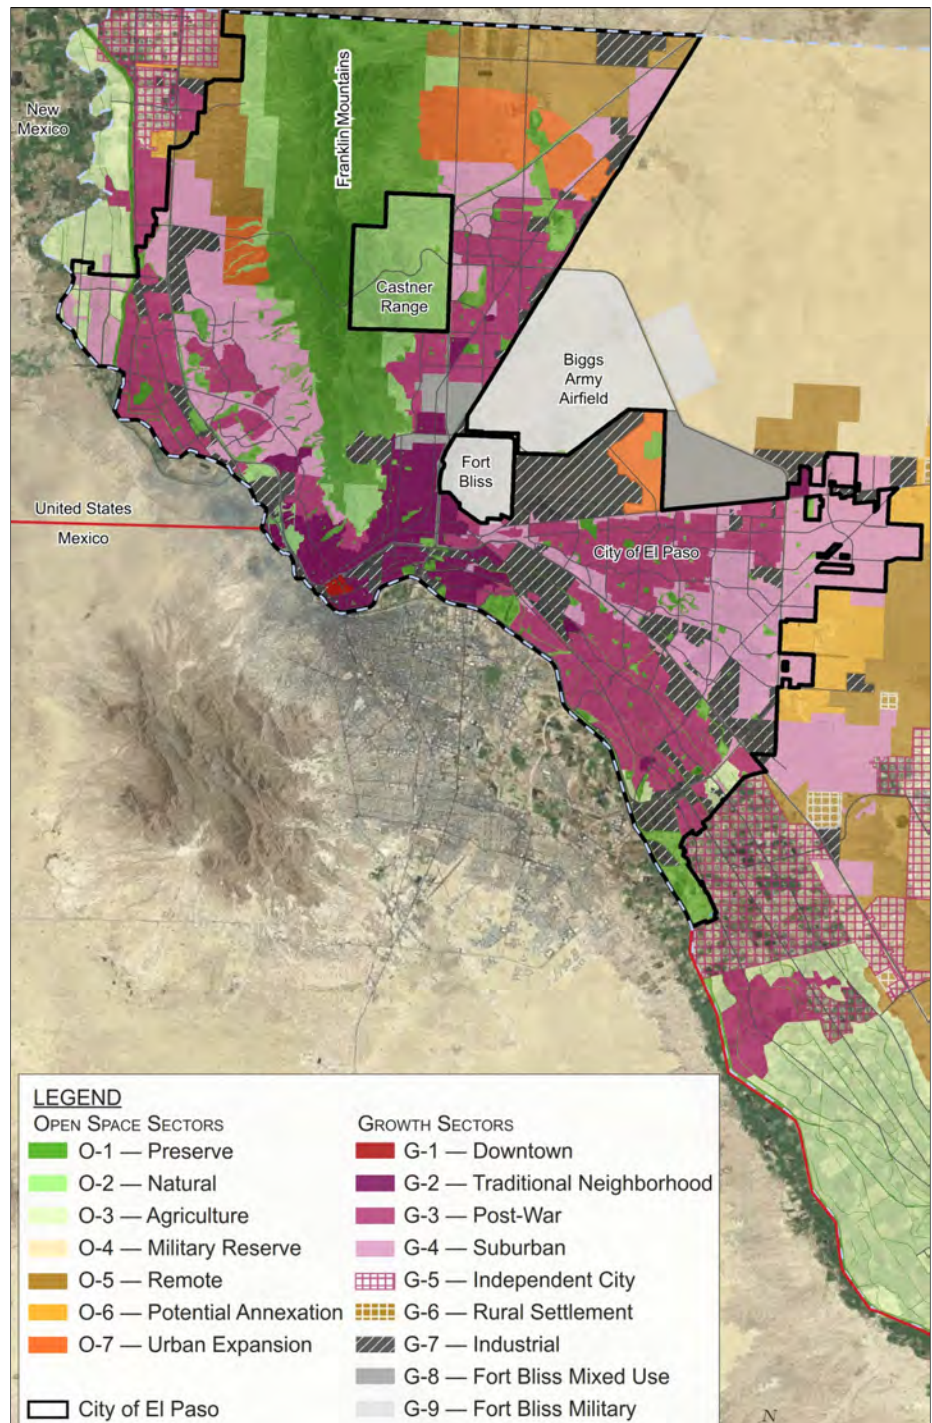 Franklin Mountains
New
Mexico
Castner
Range
Biggs
Army
Airfield
Fort
Bliss
United States
Mexico
City of El Paso
LEGEND
OPEN SPACE SECTORS
O-1 — Preserve
O-2 — Natural
O-3 — Agriculture
O-4 — Military Reserve
O-5 — Remote
O-6 — Potential Annexation
O-7 — Urban Expansion
City of El Paso
GROWTH SECTORS
G-1 — Downtown
G-2 — Traditional Neighborhood
G-3 — Post-War
G-4 — Suburban
G-5 — Independent City
G-6 — Rural Settlement
G-7 — Industrial
G-8 — Fort Bliss Mixed Use
G-9 — Fort Bliss Military
N